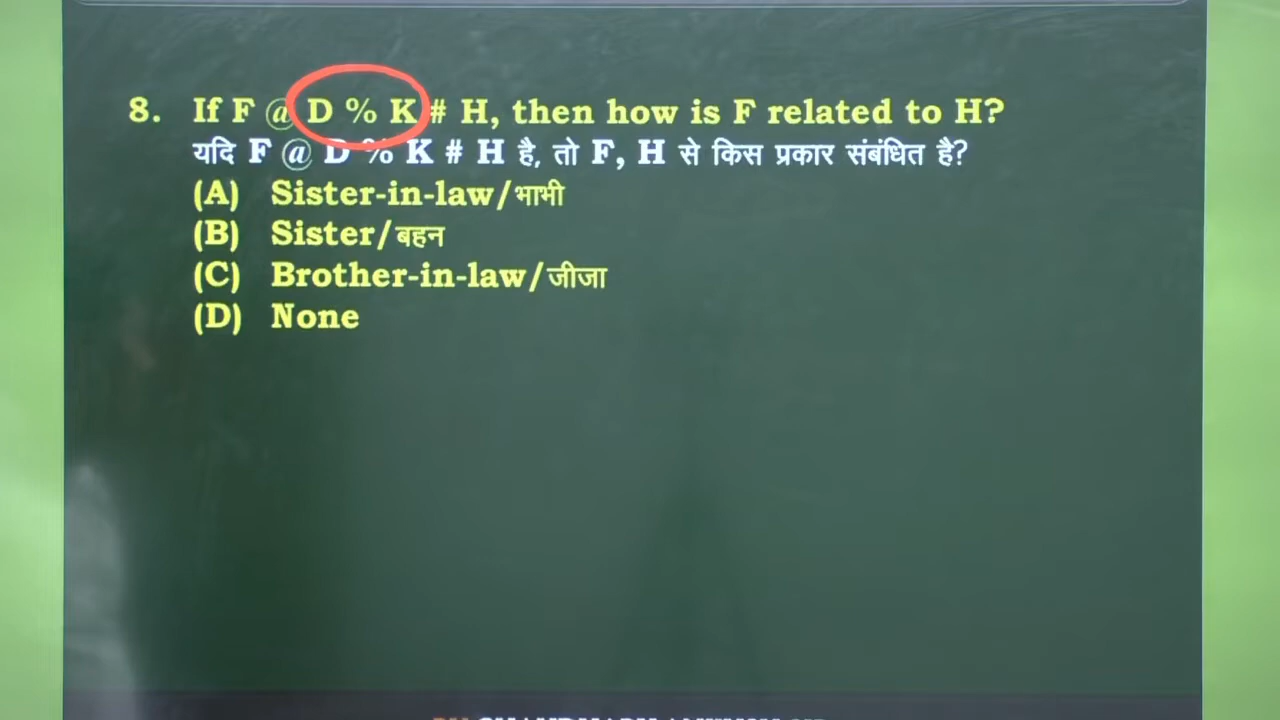 8. If F @ D % K # H, then how is F related to H?
यदि F @ D % K # H है, तो F, H से किस प्रकार संबंधित है?
(A) Sister-in-law/भाभी
(B) Sister/बहन
(C) Brother-in-law/जीजा
(D) None